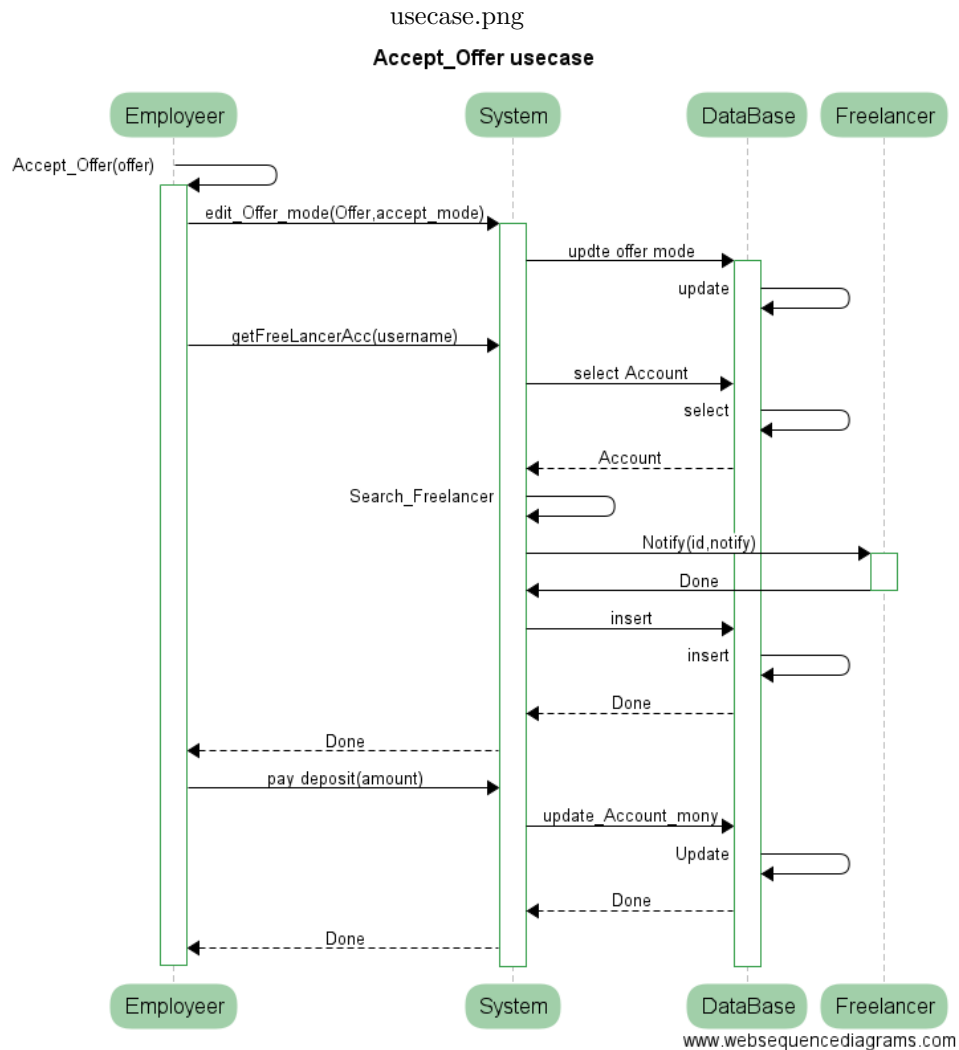 usecase.png
Accept_Offer usecase
Employeer System DataBase Freelancer
Accept_Offer(offer)
edit_Offer_mode(Offer,accept_mode)
updte offer mode
update
getFreeLancerAcc(username)
select Account
select
Account
Search_Freelancer
Notify(id,notify)
Done
insert
insert
Done
Done
pay deposit(amount)
update_Account_mony
Update
Done
Done
Employeer System DataBase Freelancer
www.websequencediagrams.com